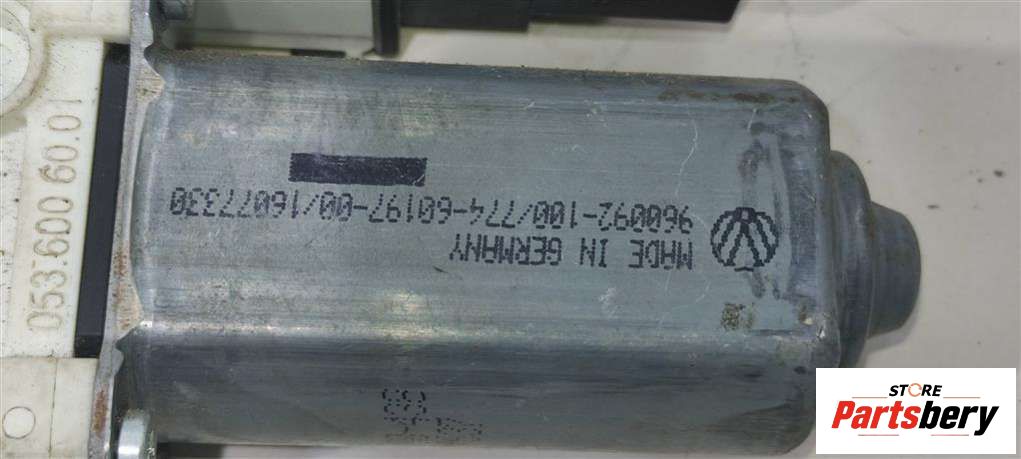 053.600 60.01
MADE IN GERMANY
960092-100/774-60197-00/16077330
STORE
Partsbery